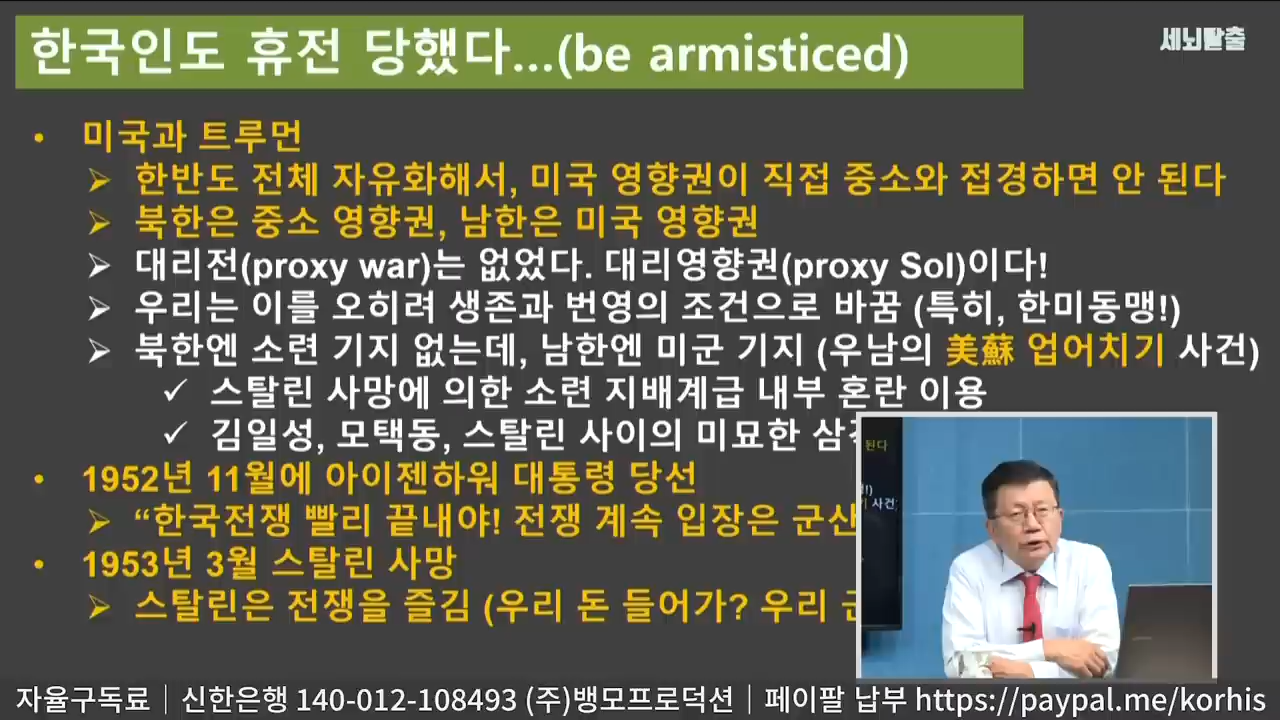 한국인도 휴전 당했다...(be armisticed)
세뇌탈출
• 미국과 트루먼
➢ 한반도 전체 자유화해서, 미국 영향권이 직접 중소와 접경하면 안 된다
➢ 북한은 중소 영향권, 남한은 미국 영향권
➢ 대리전(proxy war)는 없었다. 대리영향권(proxy SoI)이다!
➢ 우리는 이를 오히려 생존과 번영의 조건으로 바꿈 (특히, 한미동맹!)
➢ 북한엔 소련 기지 없는데, 남한엔 미군 기지 (우남의 美蘇 업어치기 사건)
✓ 스탈린 사망에 의한 소련 지배계급 내부 혼란 이용
✓ 김일성, 모택동, 스탈린 사이의 미묘한
• 1952년 11월에 아이젠하워 대통령 당선
➢ “한국전쟁 빨리 끝내야! 전쟁 계속 입장은 군산
• 1953년 3월 스탈린 사망
➢ 스탈린은 전쟁을 즐김 (우리 돈 들어가? 우리
된다
사건
자율구독료｜신한은행 140-012-108493 (주)뱅모프로덕션｜페이팔 납부 https://paypal.me/korhis